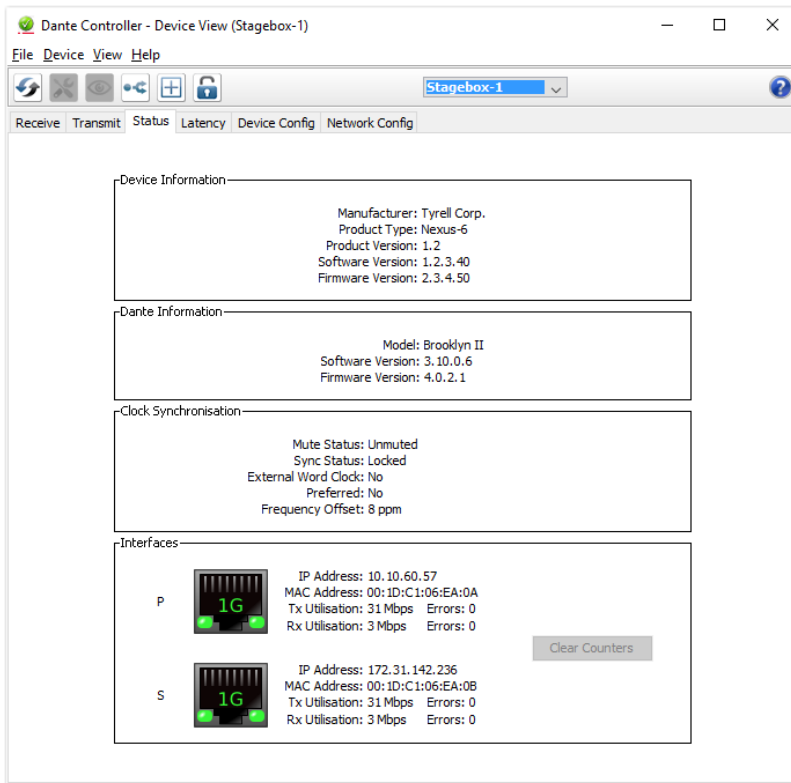 Dante Controller - Device View (Stagebox-1)
File Device View Help
Stagebox-1
?
Receive Transmit Status Latency Device Config Network Config
Device Information
Manufacturer: Tyrell Corp.
Product Type: Nexus-6
Product Version: 1.2
Software Version: 1.2.3.40
Firmware Version: 2.3.4.50
Dante Information
Model: Brooklyn II
Software Version: 3.10.0.6
Firmware Version: 4.0.2.1
Clock Synchronisation
Mute Status: Unmuted
Sync Status: Locked
External Word Clock: No
Preferred: No
Frequency Offset: 8 ppm
Interfaces
P
1G
IP Address: 10.10.60.57
MAC Address: 00:1D:C1:06:EA:0A
Tx Utilisation: 31 Mbps Errors: 0
Rx Utilisation: 3 Mbps Errors: 0
Clear Counters
S
1G
IP Address: 172.31.142.236
MAC Address: 00:1D:C1:06:EA:0B
Tx Utilisation: 31 Mbps Errors: 0
Rx Utilisation: 3 Mbps Errors: 0